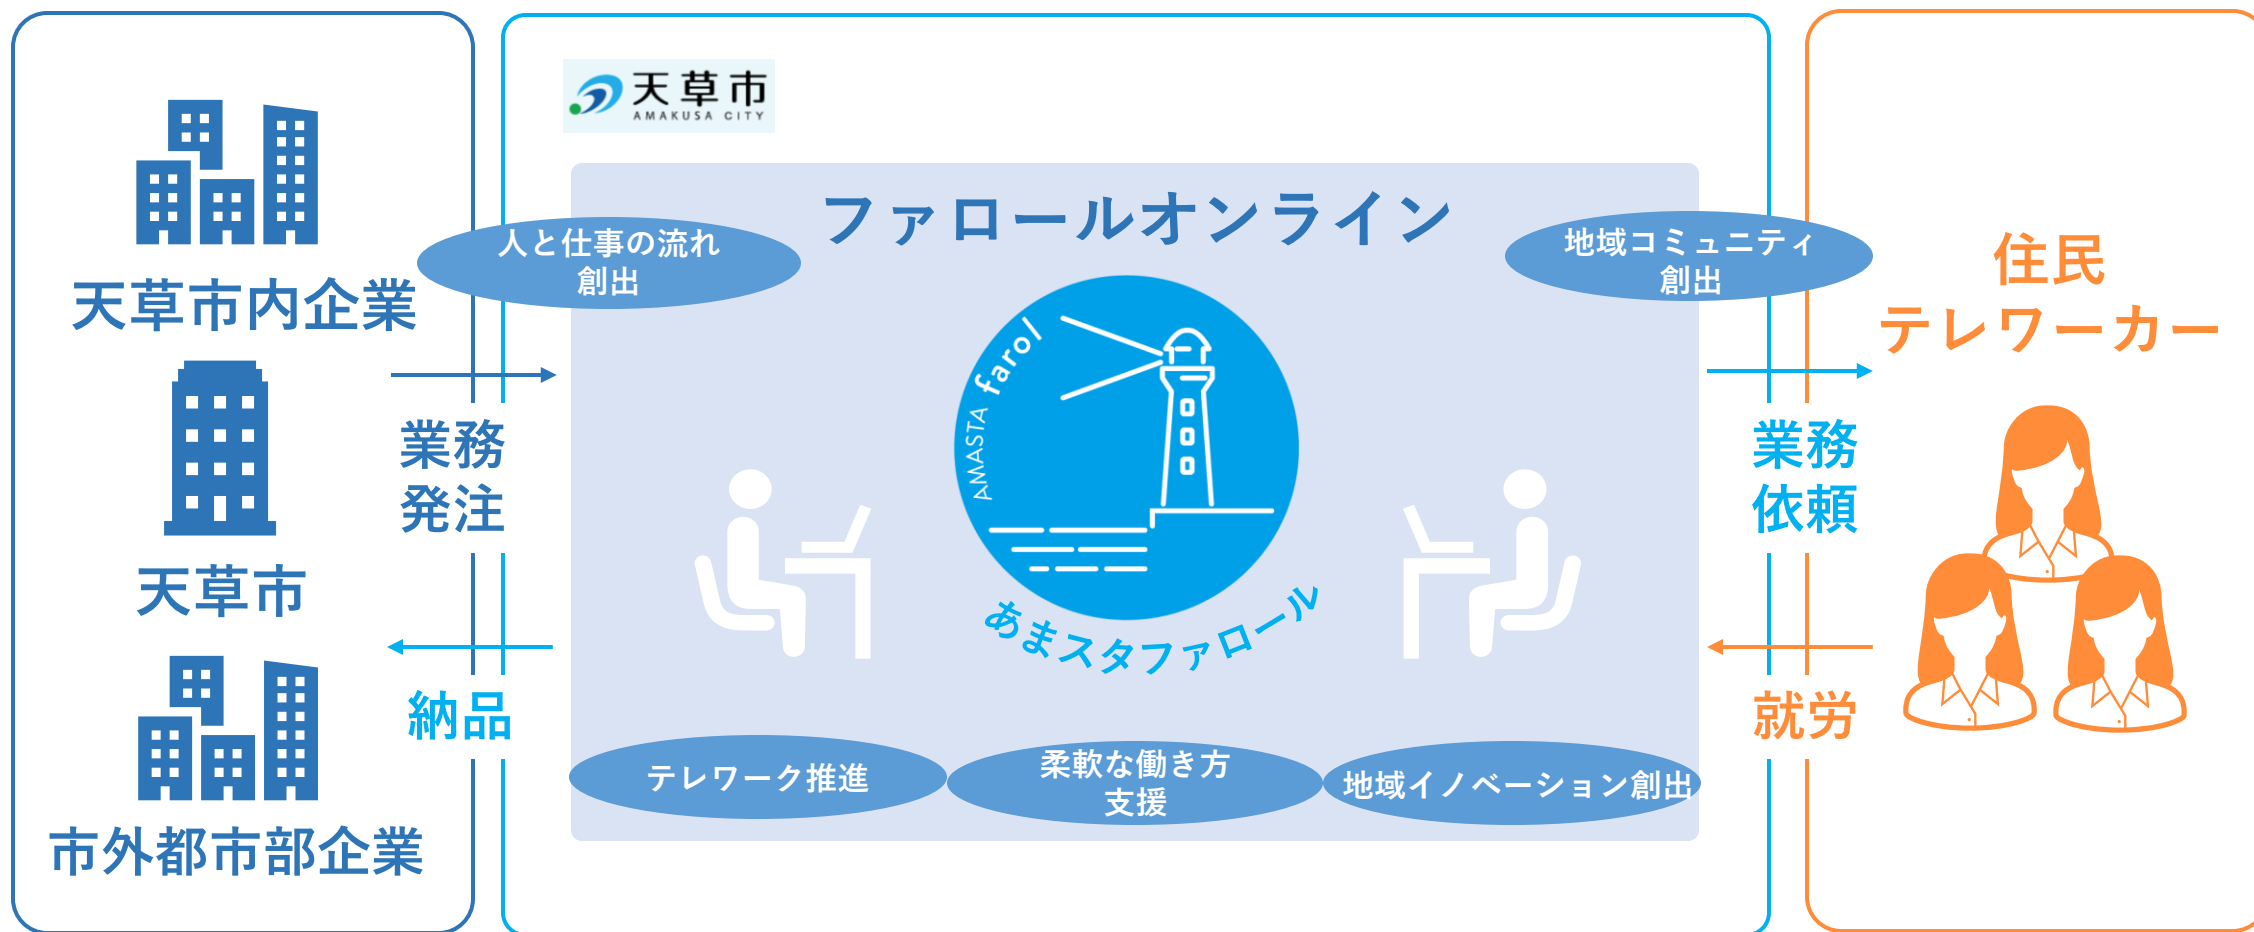 天草市内企業
天草市
市外都市部企業
業務
発注
納品
天草市
AMAKUSA CITY
ファロールオンライン
人と仕事の流れ
創出
地域コミュニティ
創出
AMASTA farol
あまスタファロール
テレワーク推進
柔軟な働き方
支援
地域イノベーション創出
業務
依頼
就労
住民
テレワーカー